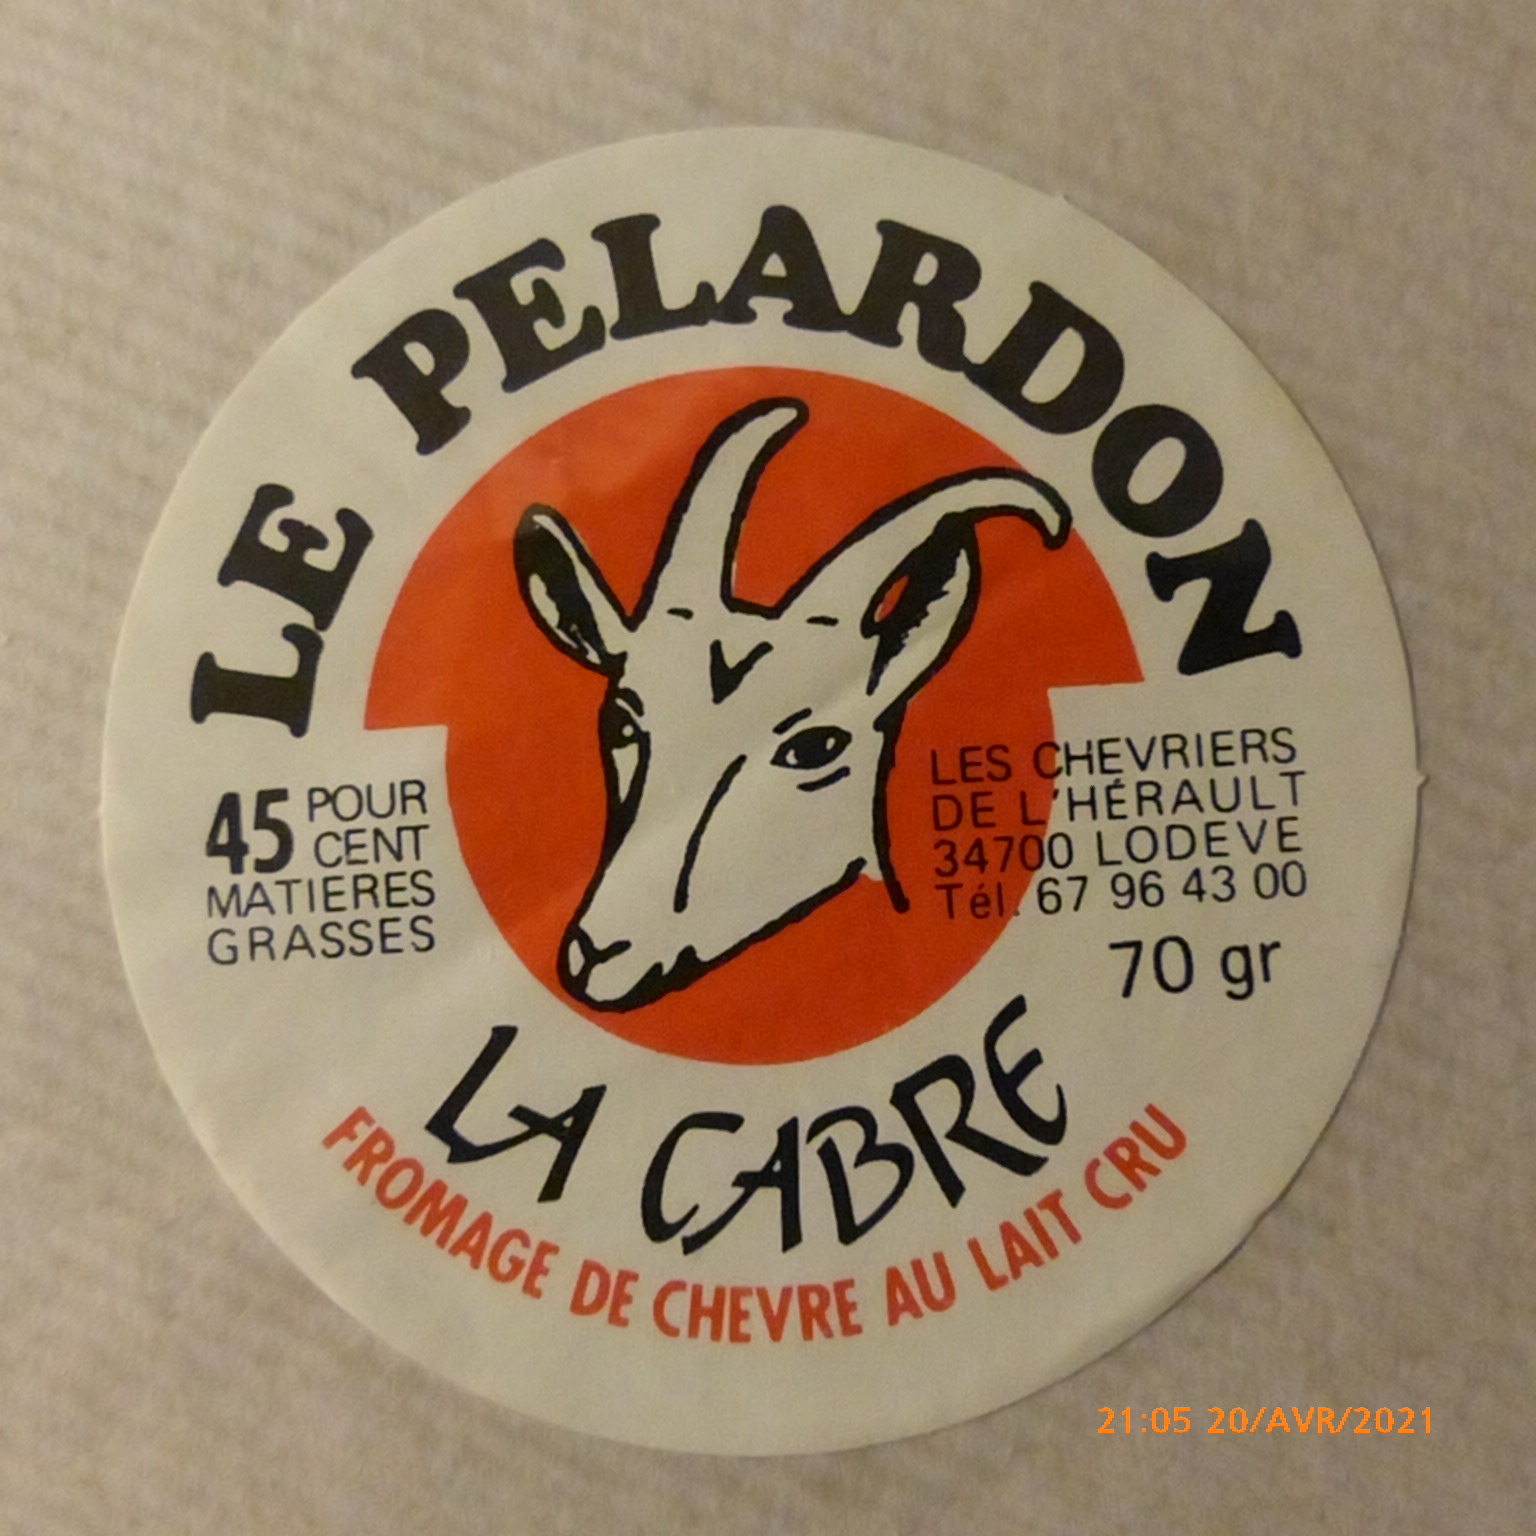 LE PELARDON
45 POUR
CENT
MATIERES
GRASSES
LES CHEVRIERS
DE L'HÉRAULT
34700 LODEVE
Tél. 67 96 43 00
70 gr
LA CABRE
FROMAGE DE CHEVRE AU LAIT CRU
21:05 20/AVR/2021